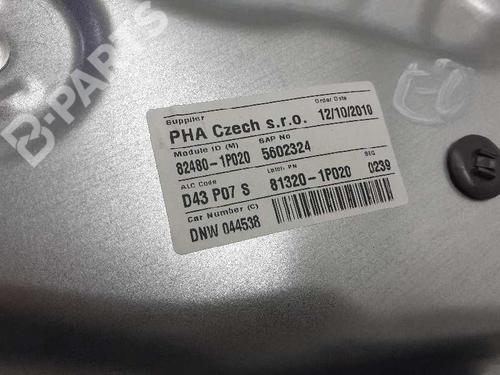 B-PARTS
Supplier Order Date
PHA Czech s.r.o. 12/10/2010
Module ID (M) SAP No
82480-1P020 5602324
ALC Code Latch PN SEQ
D43 P07 S 81320-1P020 0239
Car Number (C)
DNW 044538